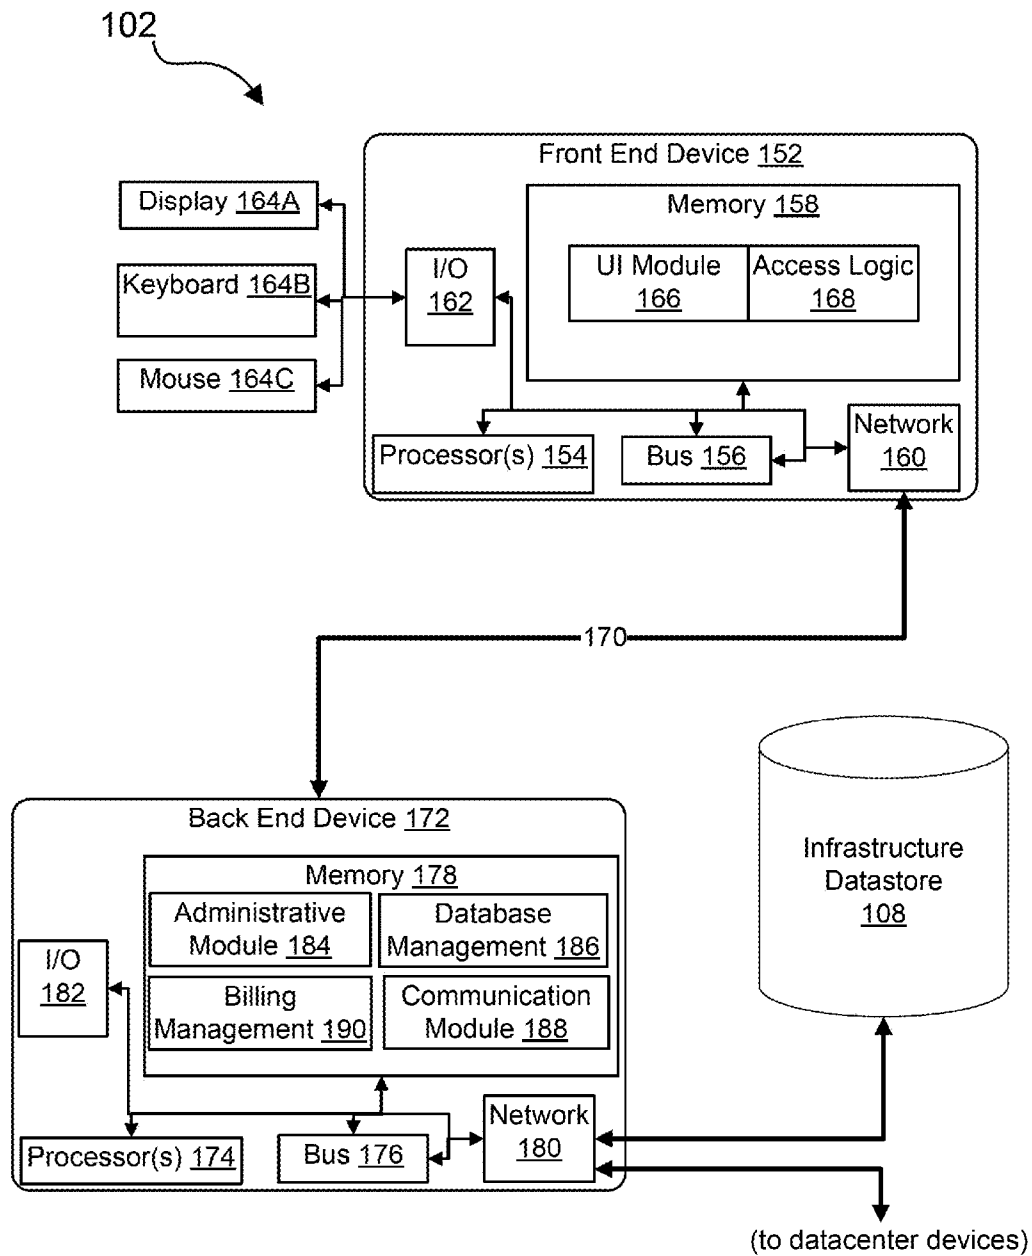 102
Front End Device 152
Display 164A
Memory 158
I/O
162
UI Module
166
Access Logic
168
Keyboard 164B
Mouse 164C
Network
160
Processor(s) 154
Bus 156
170
Back End Device 172
Infrastructure
Datastore
108
Memory 178
Administrative
Module 184
Database
Management 186
I/O
182
Billing
Management 190
Communication
Module 188
Network
180
Processor(s) 174
Bus 176
(to datacenter devices)